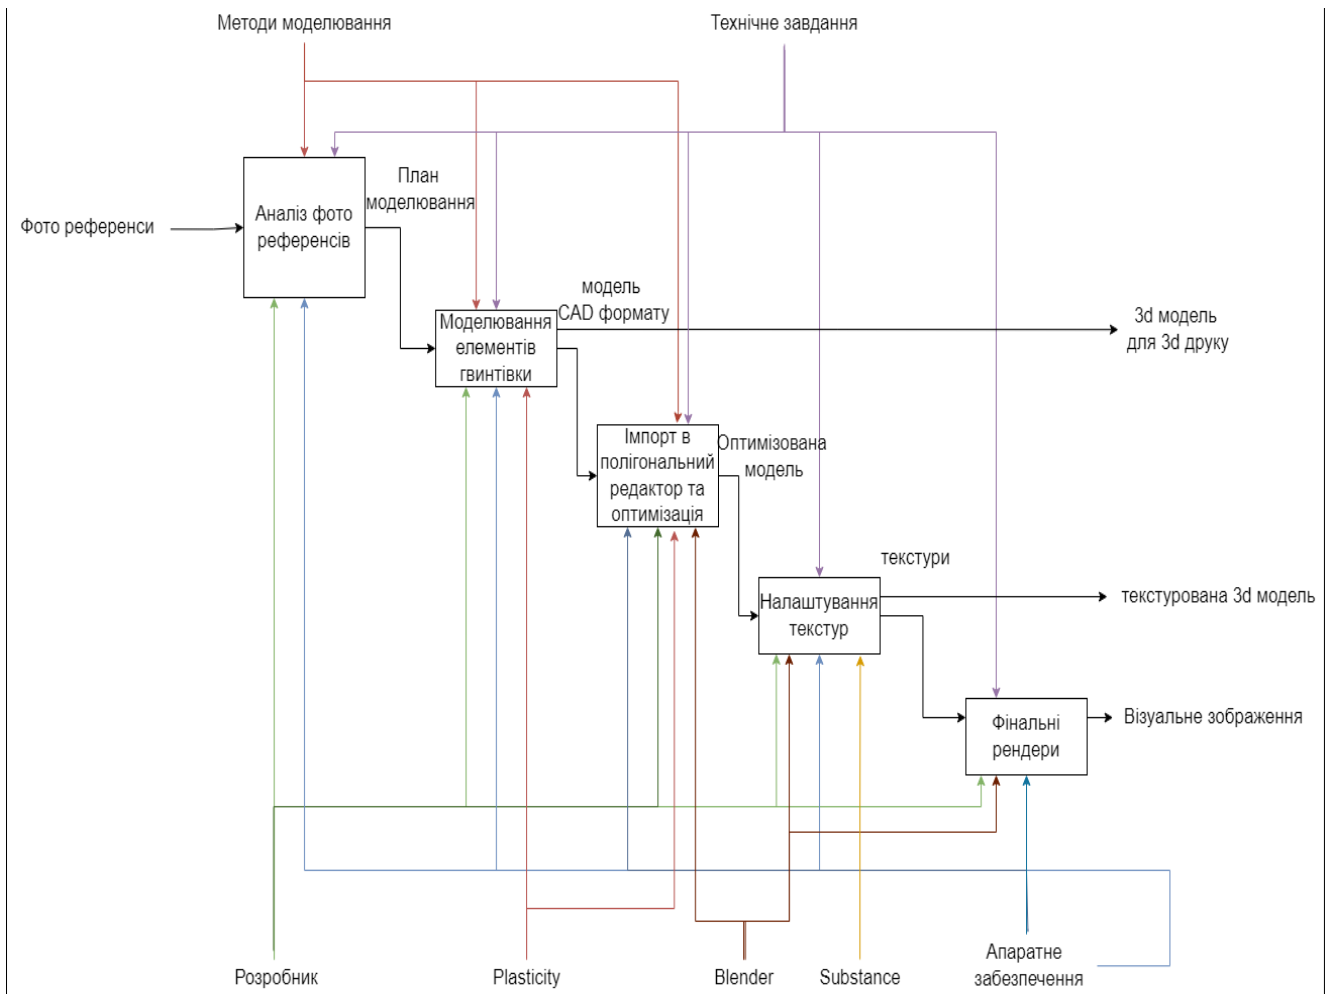 Методи моделювання
Технічне завдання
План
моделювання
Аналіз фото
референсів
Фото референси
модель
CAD формату
Моделювання
елементів
гвинтівки
3d модель
для 3d друку
Імпорт в
полігональний
редактор та
оптимізація
Оптимізована
модель
текстури
Налаштування
текстур
текстурована 3d модель
Фінальні
рендери
Візуальне зображення
Розробник
Plasticity
Blender
Substance
Апаратне
забезпечення